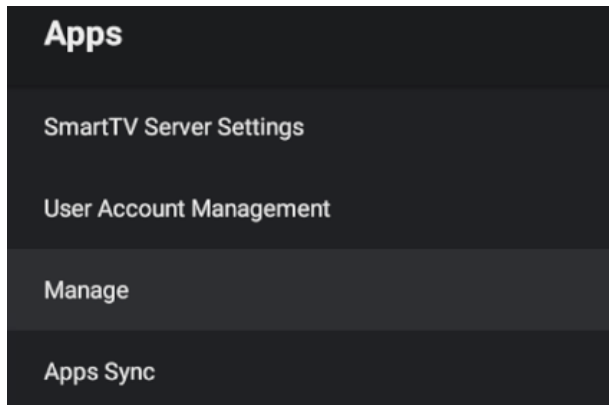 Apps
SmartTV Server Settings
User Account Management
Manage
Apps Sync